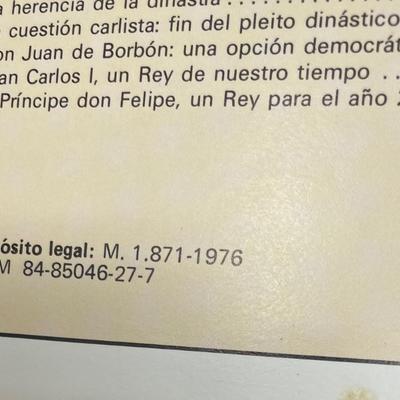 a herencia de la dinastía ..............
cuestión carlista: fin del pleito dinástico
on Juan de Borbón: una opción democrát
an Carlos I, un Rey de nuestro tiempo ..
Príncipe don Felipe, un Rey para el año 2
ósito legal: M. 1.871-1976
M 84-85046-27-7